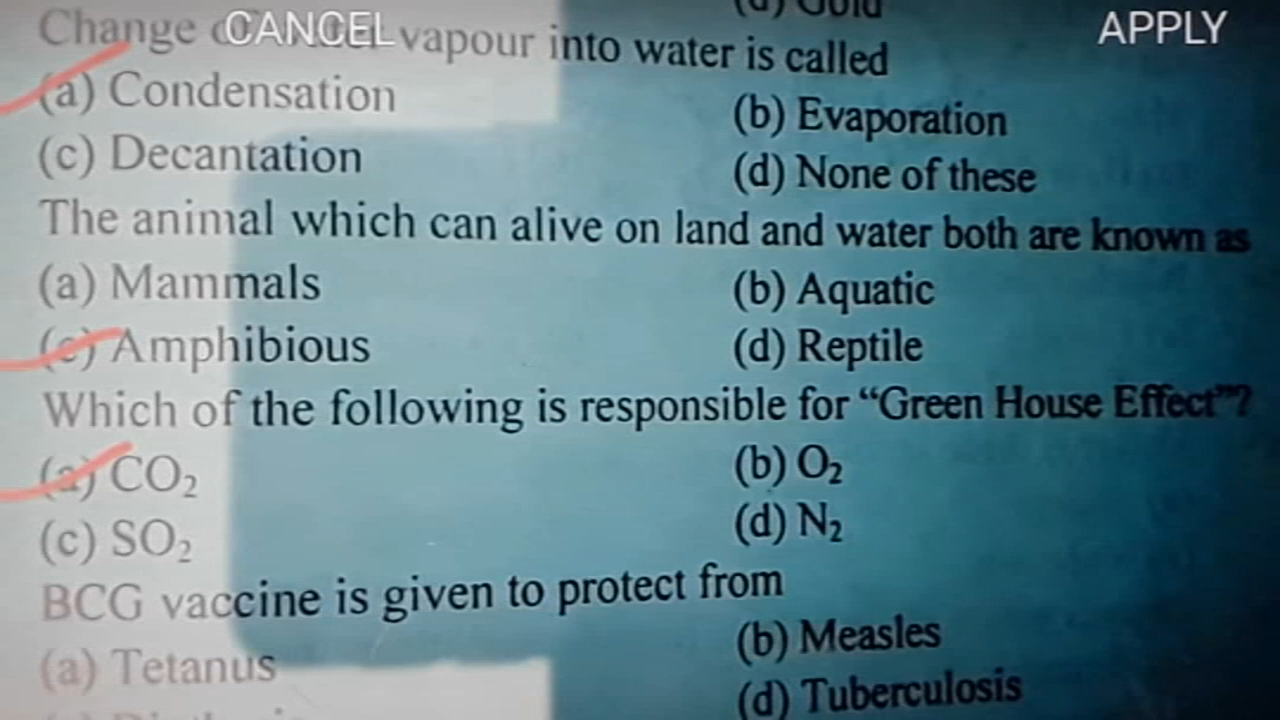 (d) Gold
CANCEL
APPLY
Change vapour into water is called
(a) Condensation
(b) Evaporation
(c) Decantation
(d) None of these
The animal which can alive on land and water both are known as
(a) Mammals
(b) Aquatic
(c) Amphibious
(d) Reptile
Which of the following is responsible for “Green House Effect”?
(a) CO₂
(b) O₂
(c) SO₂
(d) N₂
BCG vaccine is given to protect from
(a) Tetanus
(b) Measles
(d) Tuberculosis